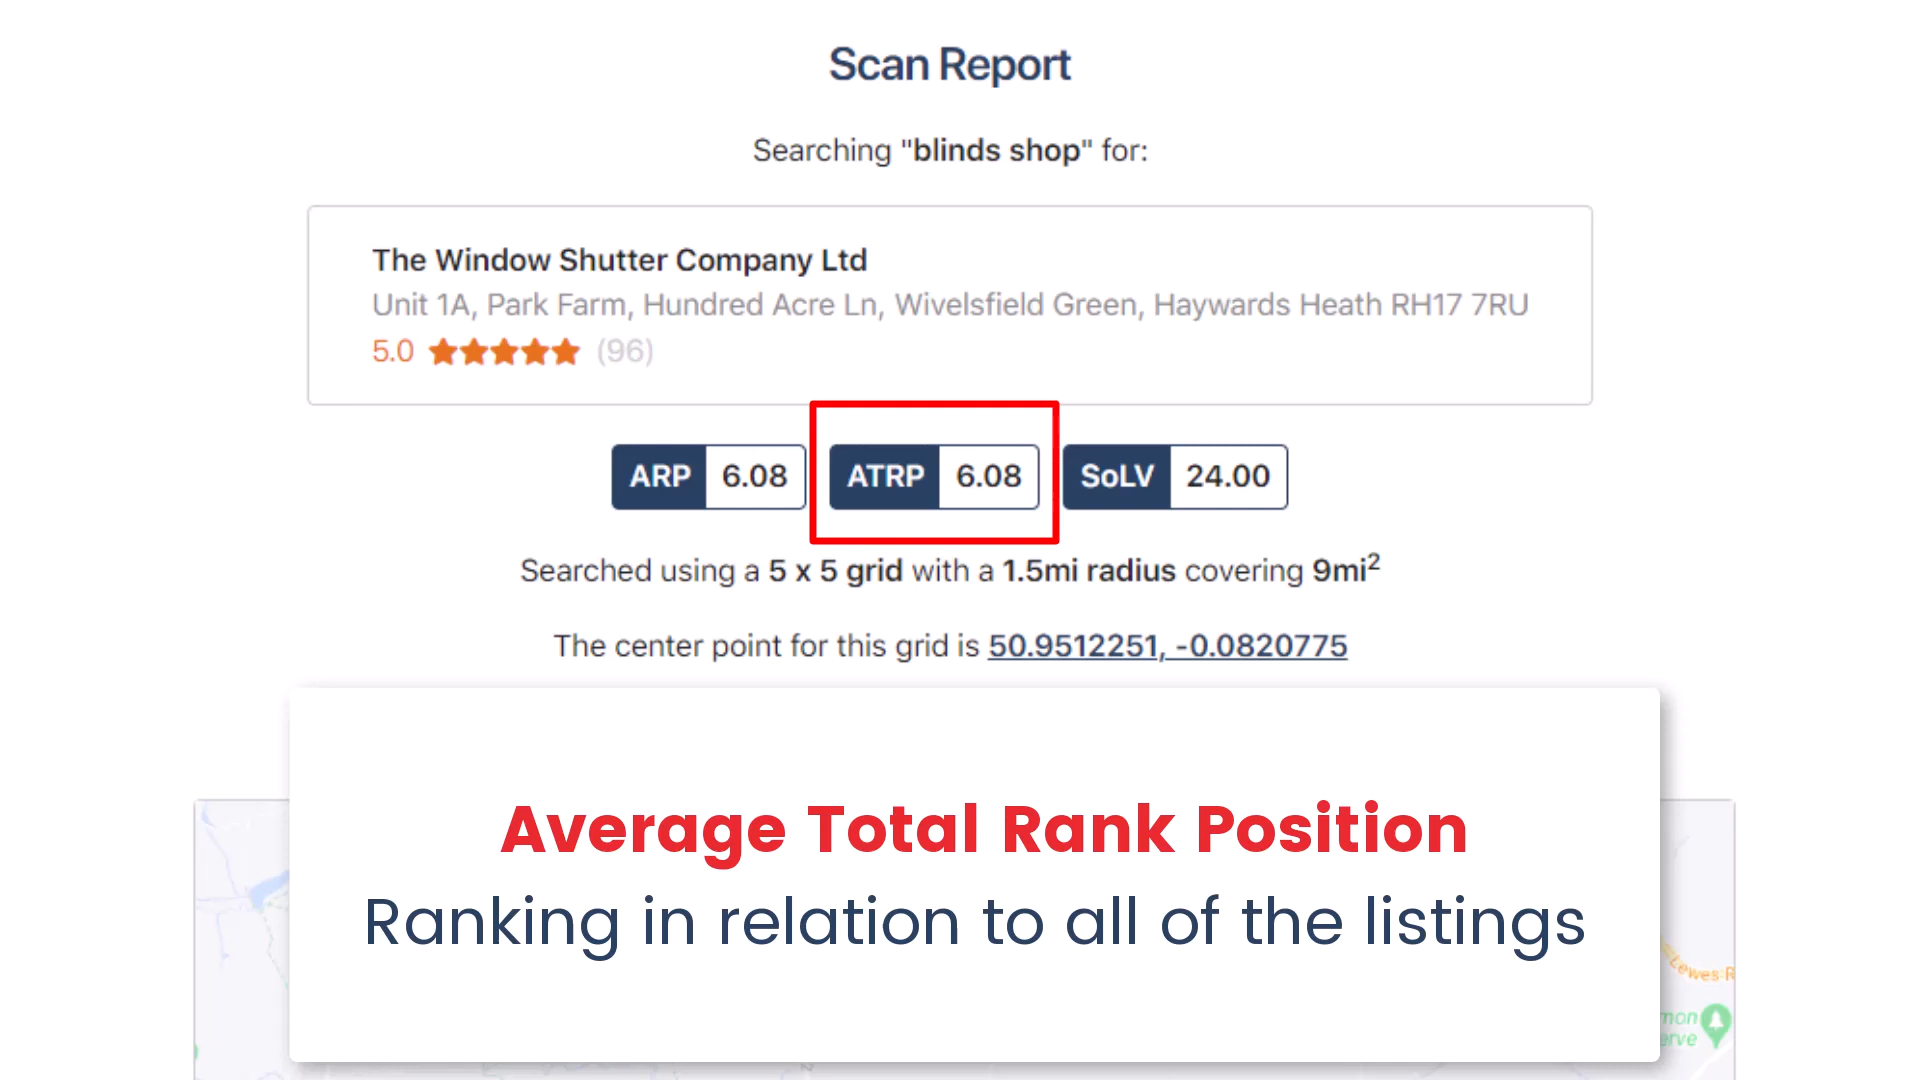 Scan Report
Searching "blinds shop" for:
The Window Shutter Company Ltd
Unit 1A, Park Farm, Hundred Acre Ln, Wivelsfield Green, Haywards Heath RH17 7RU
5.0 (96)
ARP 6.08 ATRP 6.08 SoLV 24.00
Searched using a 5 x 5 grid with a 1.5mi radius covering 9mi²
The center point for this grid is 50.9512251, -0.0820775
Average Total Rank Position
Ranking in relation to all of the listings
Lewes R